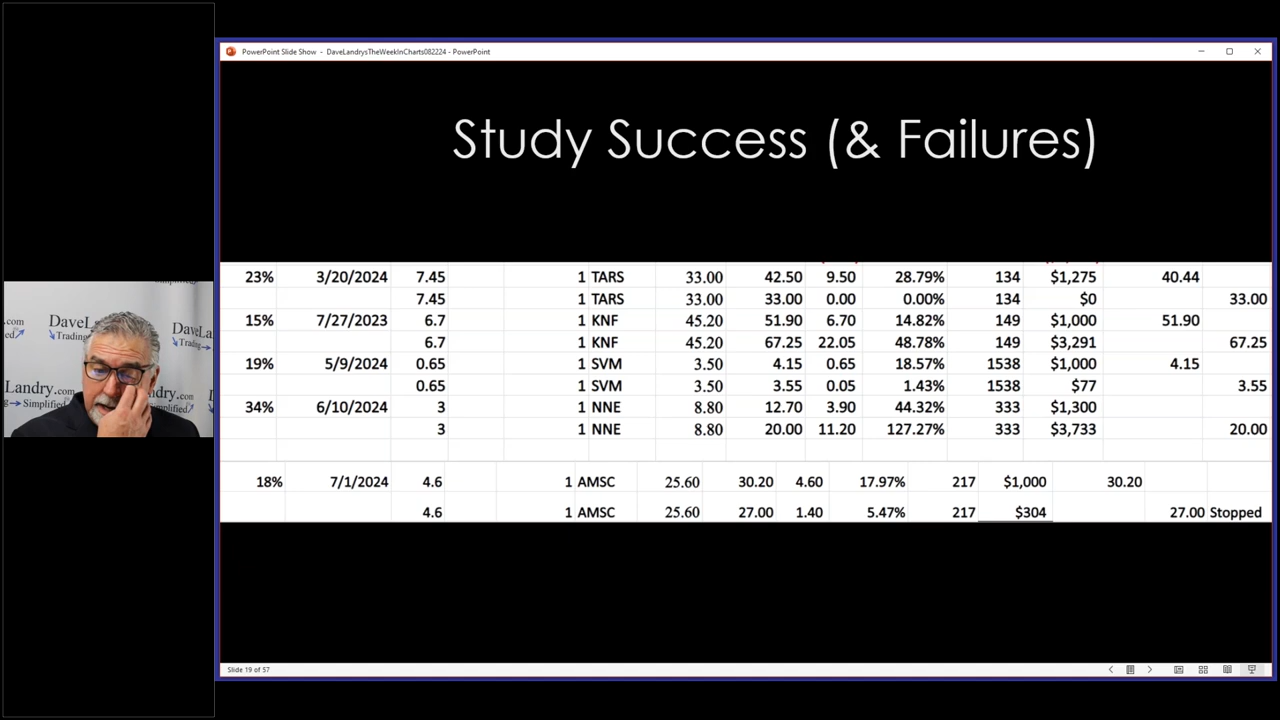 PowerPoint Slide Show - DaveLandrysTheWeekInCharts082224 - PowerPoint
Study Success (& Failures)
23% 3/20/2024 7.45 1 TARS 33.00 42.50 9.50 28.79% 134 $1,275 40.44
7.45 1 TARS 33.00 33.00 0.00 0.00% 134 $0 33.00
15% 7/27/2023 6.7 1 KNF 45.20 51.90 6.70 14.82% 149 $1,000 51.90
6.7 1 KNF 45.20 67.25 22.05 48.78% 149 $3,291 67.25
19% 5/9/2024 0.65 1 SVM 3.50 4.15 0.65 18.57% 1538 $1,000 4.15
0.65 1 SVM 3.50 3.55 0.05 1.43% 1538 $77 3.55
34% 6/10/2024 3 1 NNE 8.80 12.70 3.90 44.32% 333 $1,300
3 1 NNE 8.80 20.00 11.20 127.27% 333 $3,733 20.00
18% 7/1/2024 4.6 1 AMSC 25.60 30.20 4.60 17.97% 217 $1,000 30.20
4.6 1 AMSC 25.60 27.00 1.40 5.47% 217 $304 27.00 Stopped
.com DaveL
Trading
DaveL
Landry.com
Simplified
Slide 19 of 57